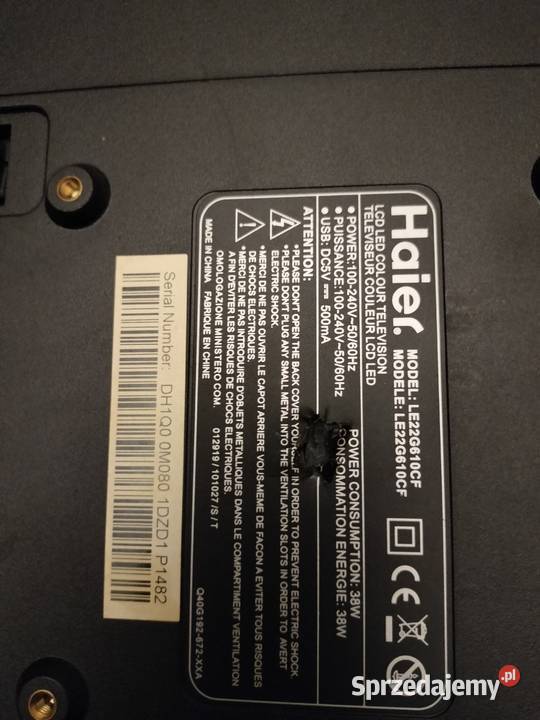 Haier
MODEL: LE22G610CF
MODELE: LE22G610CF
LCD LED COLOUR TELEVISION
TELEVISEUR COULEUR LCD LED
• POWER:100-240V~50/60Hz
POWER CONSUMPTION: 38W
• PUISSANCE:100-240V~50/60Hz
CONSOMMATION ENERGIE: 38W
• USB: DC5V 500mA
ATTENTION:
•PLEASE DON'T OPEN THE BACK COVER YOURSELF IN ORDER TO PREVENT ELECTRIC SHOCK.
•PLEASE DON'T PLUG ANY SMALL METAL INTO THE VENTILATION SLOTS IN ORDER TO AVERT
ELECTRIC SHOCK.
•MERCI DE NE PAS OUVRIR LE CAPOT ARRIERE VOUS-MEME DE FACON A EVITER TOUS RISQUES
DE CHOCS ELECTRIQUES.
•MERCI DE NE PAS INTRODUIRE D'OBJETS METALLIQUES DANS LE COMPARTIMENT VENTILATION
A FIN D'EVITER LES RISQUES DE CHOCS ELECTRIQUES.
OMOLOGAZIONE MINISTERO COM. 012919 / 101027 /S / T
MADE IN CHINA FABRIQUE EN CHINE
Q40G192-672-XXA
CE
Serial Number: DH1Q0 0M080 1DZD1 P1482
Sprzedajemy.pl